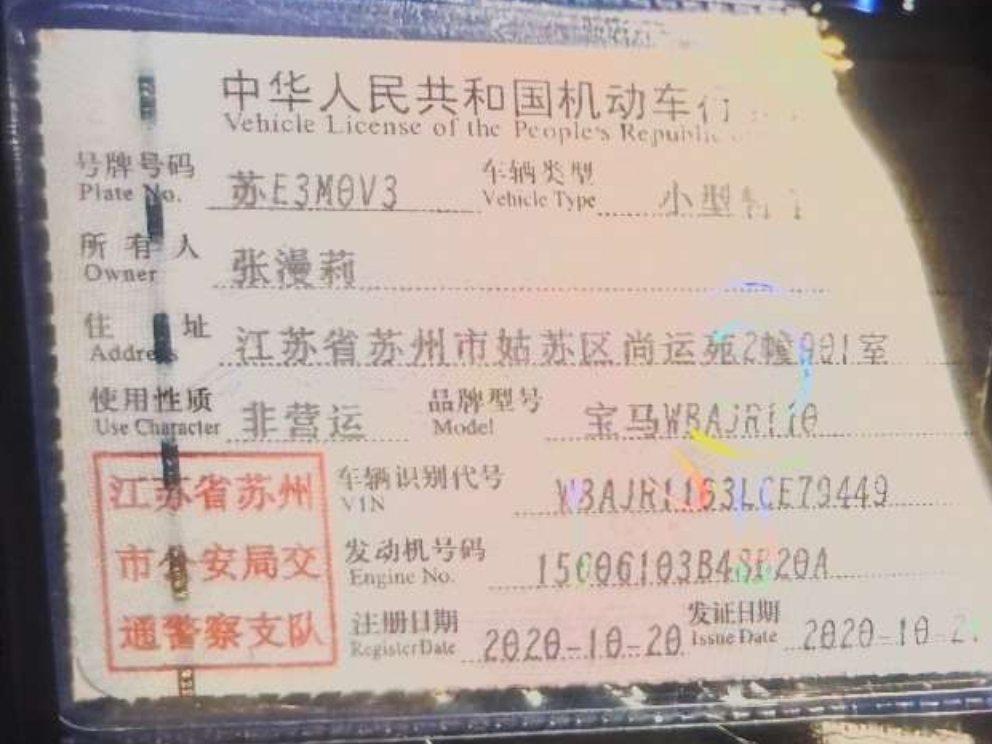 中华人民共和国机动车行
Vehicle License of the People's Republic
号牌号码 苏E3M0V3 车辆类型 小型轿
Plate No. Vehicle Type
所有人 张漫莉
Owner
住址 江苏省苏州市姑苏区尚运苑2幢901室
Address
使用性质 非营运 品牌型号 宝马WBAJR110
Use Character Model
江苏省苏州
市公安局交
通警察支队
车辆识别代号
VIN
发动机号码
Engine No.
注册日期 2020-10-20 发证日期 2020-10-2
Register Date Issue Date